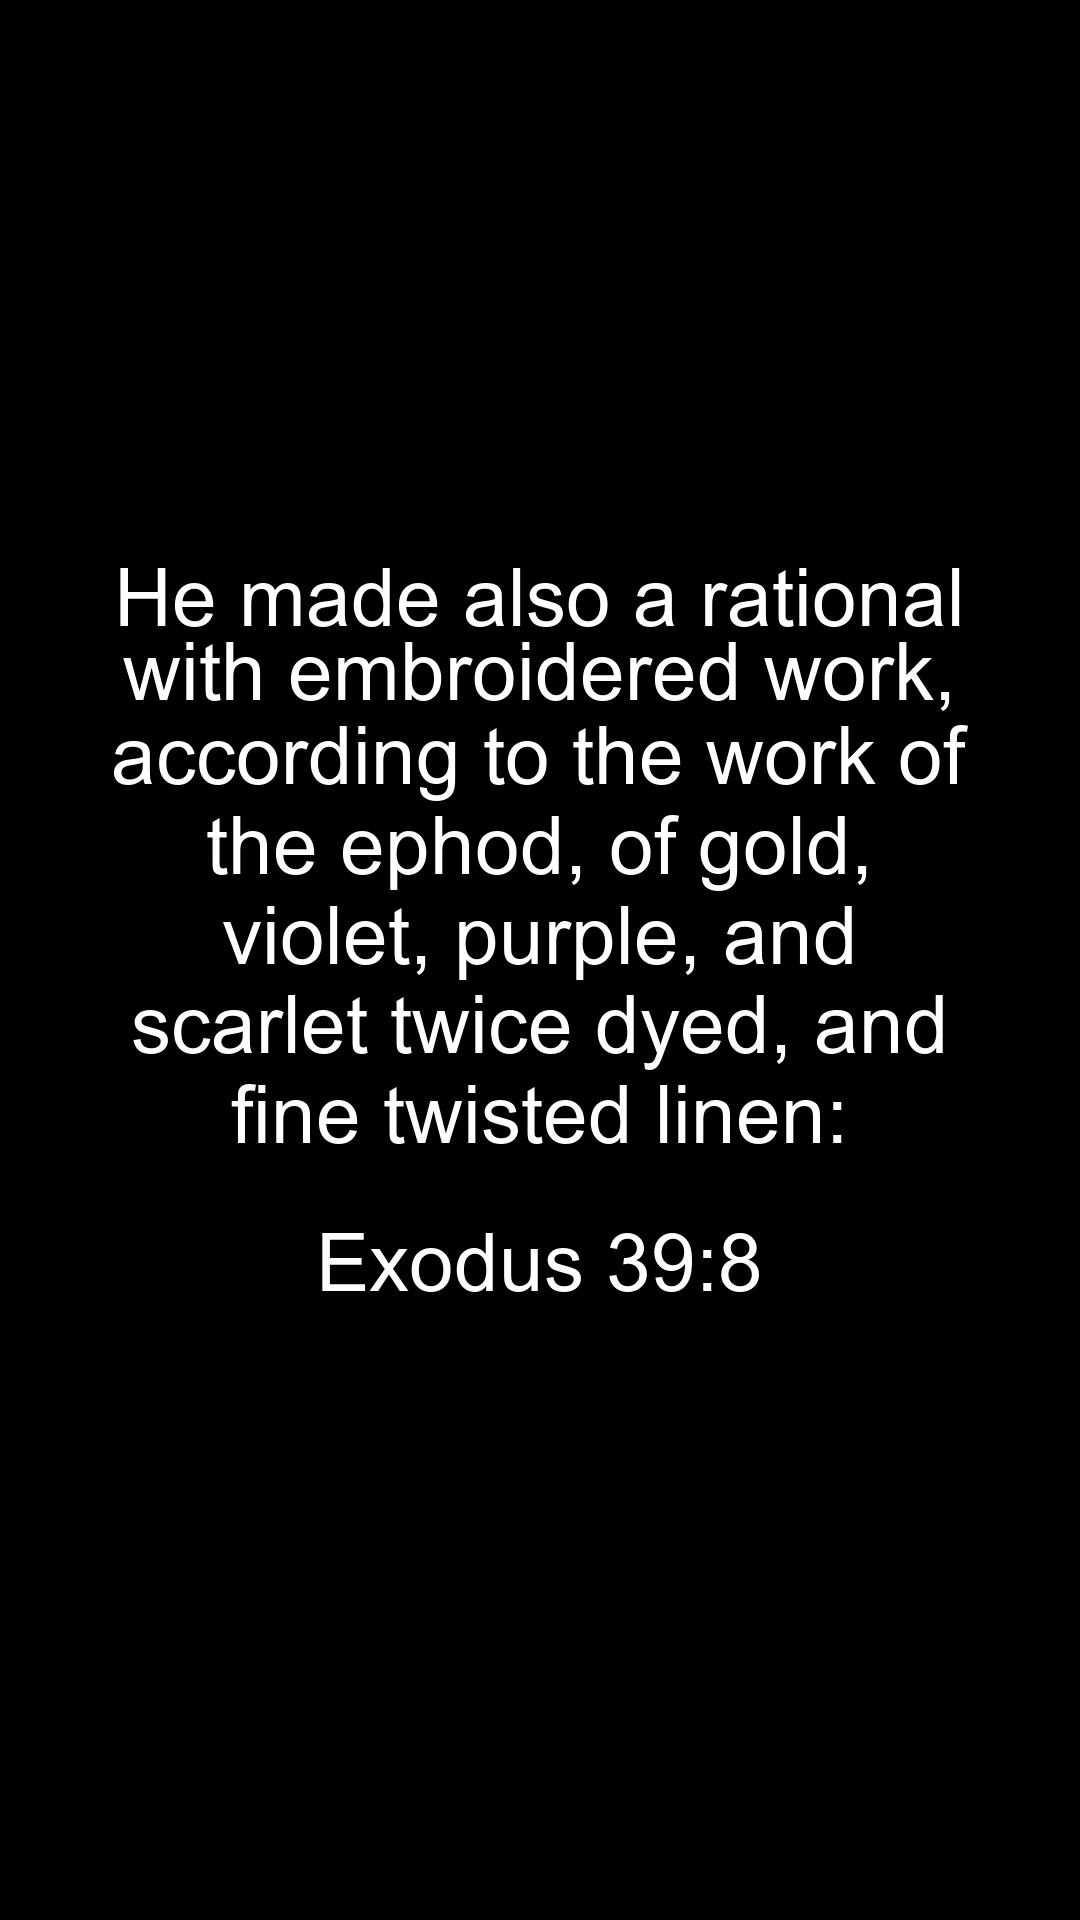 He made also a rational
with embroidered work,
according to the work of
the ephod, of gold,
violet, purple, and
scarlet twice dyed, and
fine twisted linen:
Exodus 39:8